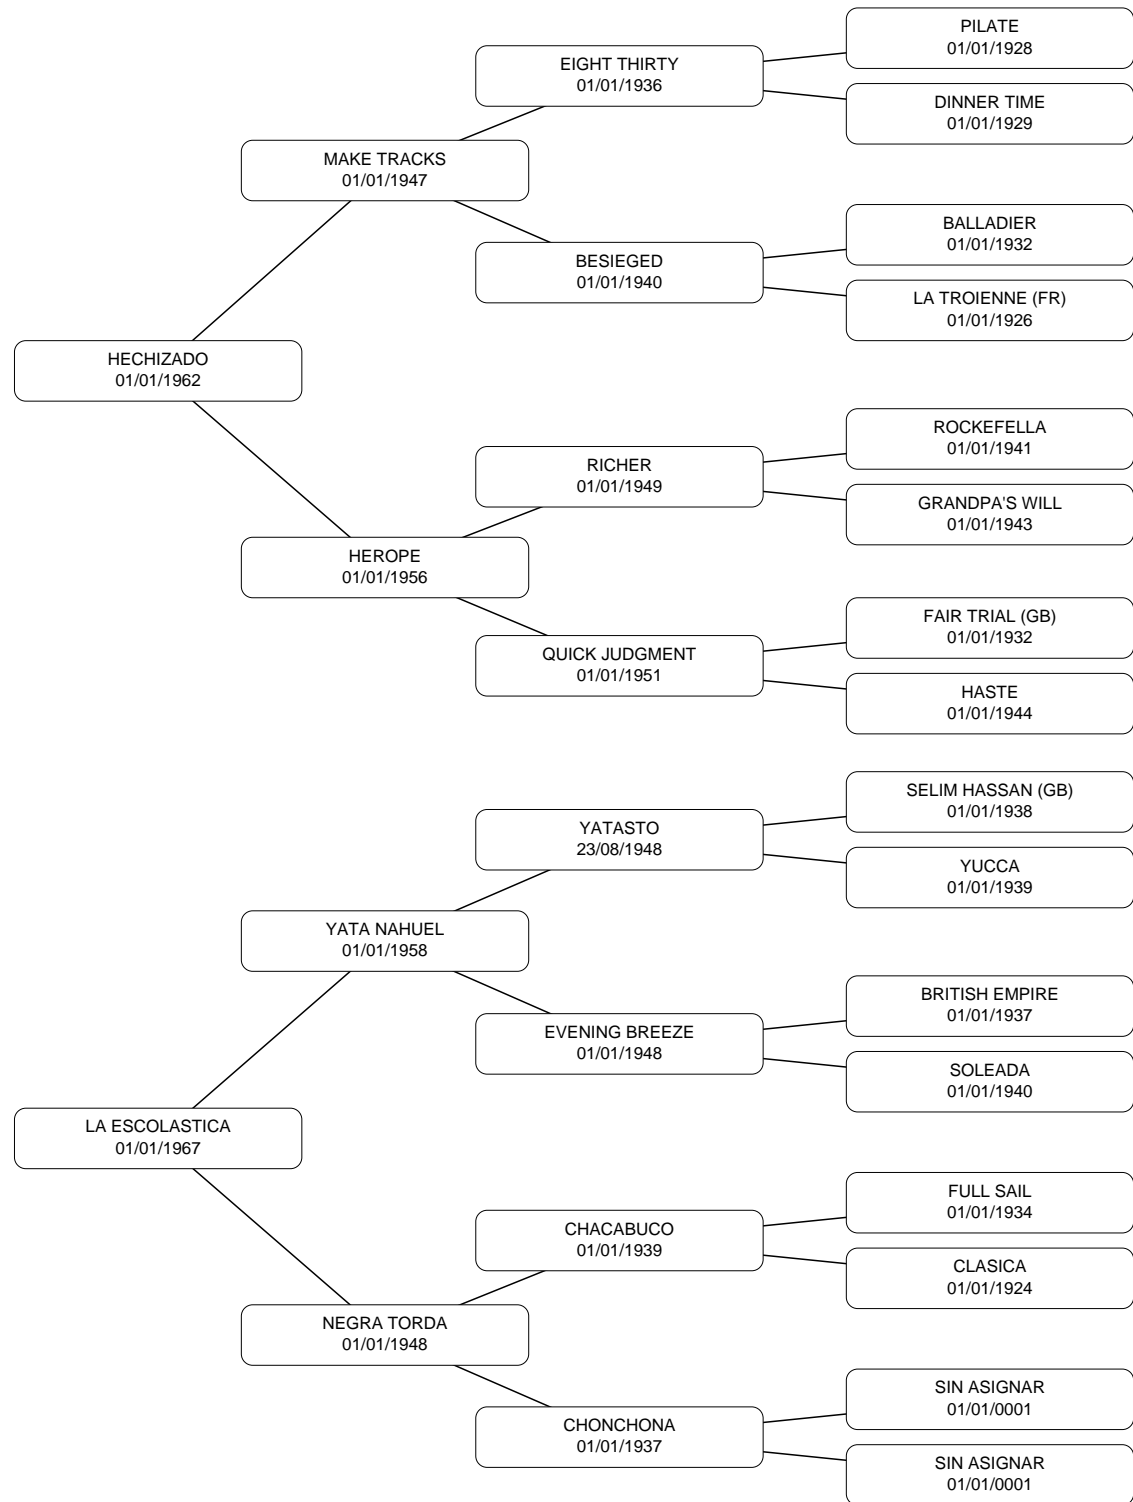 PILATE
01/01/1928
EIGHT THIRTY
01/01/1936
DINNER TIME
01/01/1929
MAKE TRACKS
01/01/1947
BALLADIER
01/01/1932
BESIEGED
01/01/1940
LA TROIENNE (FR)
01/01/1926
HECHIZADO
01/01/1962
ROCKEFELLA
01/01/1941
RICHER
01/01/1949
GRANDPA'S WILL
01/01/1943
HEROPE
01/01/1956
FAIR TRIAL (GB)
01/01/1932
QUICK JUDGMENT
01/01/1951
HASTE
01/01/1944
SELIM HASSAN (GB)
01/01/1938
YATASTO
23/08/1948
YUCCA
01/01/1939
YATA NAHUEL
01/01/1958
BRITISH EMPIRE
01/01/1937
EVENING BREEZE
01/01/1948
SOLEADA
01/01/1940
LA ESCOLASTICA
01/01/1967
FULL SAIL
01/01/1934
CHACABUCO
01/01/1939
CLASICA
01/01/1924
NEGRA TORDA
01/01/1948
SIN ASIGNAR
01/01/0001
CHONCHONA
01/01/1937
SIN ASIGNAR
01/01/0001